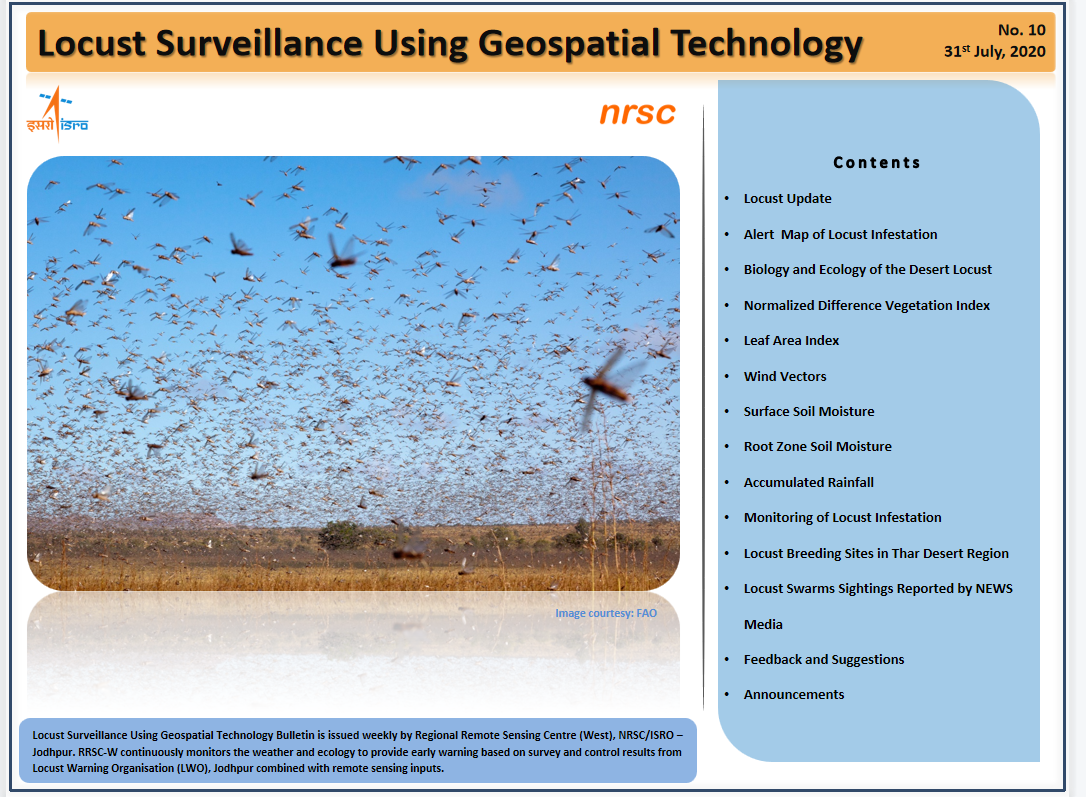 Locust Surveillance Using Geospatial Technology
No. 10
31st July, 2020
इसरो isro
nrsc
Image courtesy: FAO
Locust Surveillance Using Geospatial Technology Bulletin is issued weekly by Regional Remote Sensing Centre (West), NRSC/ISRO –
Jodhpur. RRSC-W continuously monitors the weather and ecology to provide early warning based on survey and control results from
Locust Warning Organisation (LWO), Jodhpur combined with remote sensing inputs.
Contents
• Locust Update
• Alert Map of Locust Infestation
• Biology and Ecology of the Desert Locust
• Normalized Difference Vegetation Index
• Leaf Area Index
• Wind Vectors
• Surface Soil Moisture
• Root Zone Soil Moisture
• Accumulated Rainfall
• Monitoring of Locust Infestation
• Locust Breeding Sites in Thar Desert Region
• Locust Swarms Sightings Reported by NEWS
Media
• Feedback and Suggestions
• Announcements